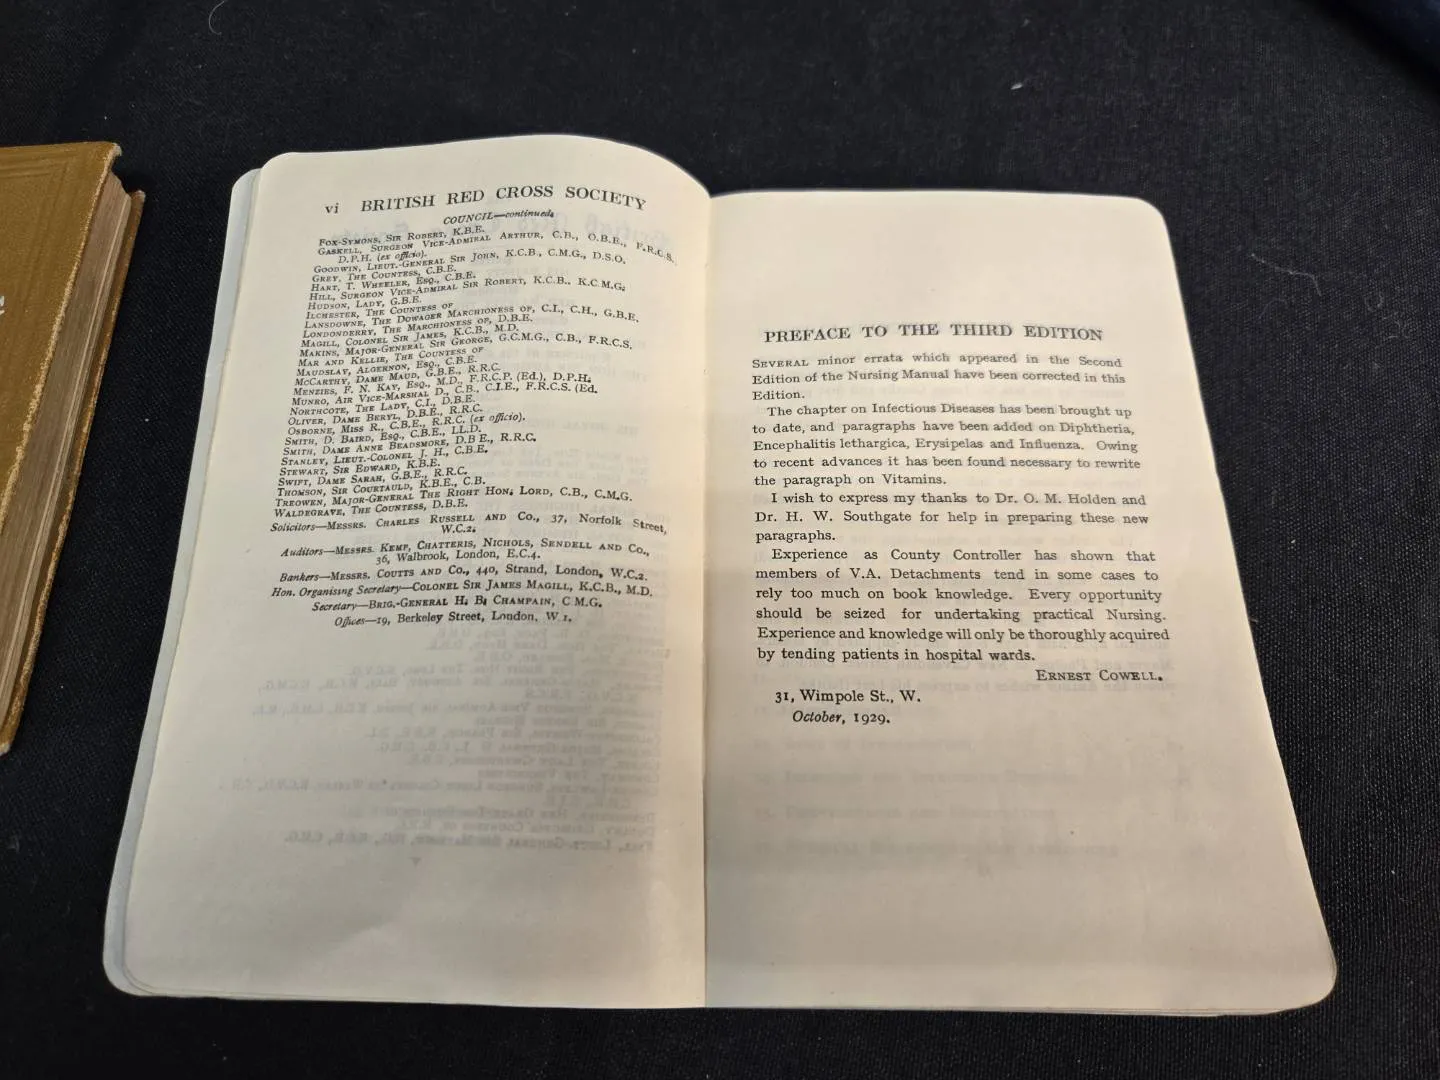 vi BRITISH RED CROSS SOCIETY
COUNCIL—continued.
FOX-SYMONS, SIR ROBERT, K.B.E.
GASKELL, SURGEON VICE-ADMIRAL ARTHUR, C.B., O.B.E., F.R.C.S.,
D.P.H. (ex officio).
GOODWIN, LIEUT.-GENERAL SIR JOHN, K.C.B., C.M.G., D.S.O.
GREY, THE COUNTESS, C.B.E.
HART, T. WHEELER, ESQ., C.B.E.
HILL, SURGEON VICE-ADMIRAL SIR ROBERT, K.C.B., K.C.M.G.
HUDSON, LADY, G.B.E.
ILCHESTER, THE COUNTESS OF
LANSDOWNE, THE DOWAGER MARCHIONESS OF, C.I., C.H., G.B.E.
LONDONDERRY, THE MARCHIONESS OF, D.B.E.
MAGILL, COLONEL SIR JAMES, K.C.B., M.D.
MAKINS, MAJOR-GENERAL SIR GEORGE, G.C.M.G., C.B., F.R.C.S.
MAR AND KELLIE, THE COUNTESS OF
MAUDSLAY, ALGERNON, ESQ., C.B.E.
MCCARTHY, DAME MAUD, G.B.E., R.R.C.
MENZIES, F. N. KAY, ESQ., M.D., F.R.C.P. (Ed.), D.P.H.
MUNRO, AIR VICE-MARSHAL D., C.B., C.I.E., F.R.C.S. (Ed.
NORTHCOTE, THE LADY, C.I., D.B.E.
OLIVER, DAME BERYL, D.B.E., R.R.C.
OSBORNE, MISS R., C.B.E., R.R.C. (ex officio).
SMITH, D. BAIRD, ESQ., C.B.E., LL.D.
SMITH, DAME ANNE BEADSMORE, D.B E., R.R.C.
STANLEY, LIEUT.-COLONEL J. H., C.B.E.
STEWART, SIR EDWARD, K.B.E.
SWIFT, DAME SARAH, G.B.E., R.R.C.
THOMSON, SIR COURTAULD, K.B.E., C.B.
TREOWEN, MAJOR-GENERAL THE RIGHT HON. LORD, C.B., C.M.G.
WALDEGRAVE, THE COUNTESS, D.B.E.
Solicitors—MESSRS. CHARLES RUSSELL AND CO., 37, Norfolk Street,
W.C.2.
Auditors—MESSRS. KEMP, CHATTERIS, NICHOLS, SENDELL AND CO.,
36, Walbrook, London, E.C.4.
Bankers—MESSRS. COUTTS AND CO., 440, Strand, London, W.C.2.
Hon. Organising Secretary—COLONEL SIR JAMES MAGILL, K.C.B., M.D.
Secretary—BRIG.-GENERAL H. B. CHAMPAIN, C M.G.
Offices—19, Berkeley Street, London, W 1.
PREFACE TO THE THIRD EDITION
SEVERAL minor errata which appeared in the Second
Edition of the Nursing Manual have been corrected in this
Edition.
The chapter on Infectious Diseases has been brought up
to date, and paragraphs have been added on Diphtheria,
Encephalitis lethargica, Erysipelas and Influenza. Owing
to recent advances it has been found necessary to rewrite
the paragraph on Vitamins.
I wish to express my thanks to Dr. O. M. Holden and
Dr. H. W. Southgate for help in preparing these new
paragraphs.
Experience as County Controller has shown that
members of V.A. Detachments tend in some cases to
rely too much on book knowledge. Every opportunity
should be seized for undertaking practical Nursing.
Experience and knowledge will only be thoroughly acquired
by tending patients in hospital wards.
ERNEST COWELL.
31, Wimpole St., W.
October, 1929.